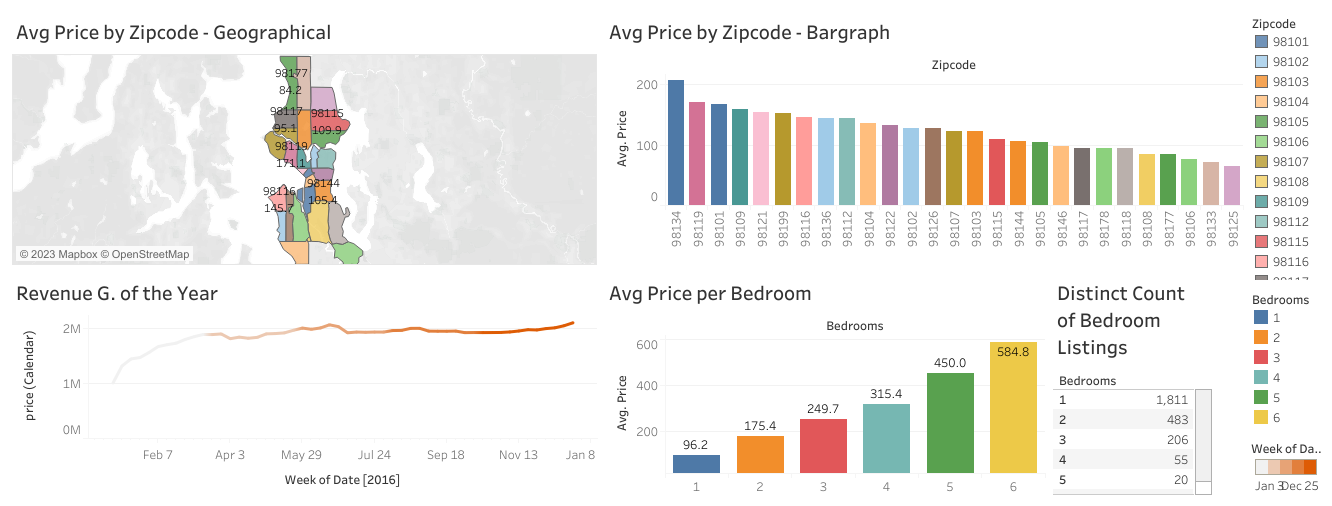 Avg Price by Zipcode - Geographical
98177
84.2
98117
98115
95.1
109.9
98119
171.1
98116
98144
145.7
105.4
© 2023 Mapbox © OpenStreetMap
Avg Price by Zipcode - Bargraph
Zipcode
Avg. Price
200
100
0
98134
98119
98101
98109
98121
98199
98116
98136
98112
98104
98122
98102
98126
98107
98103
98115
98144
98105
98146
98117
98178
98118
98108
98177
98106
98133
98125
Zipcode
98101
98102
98103
98104
98105
98106
98107
98108
98109
98112
98115
98116
98117
Revenue G. of the Year
price (Calendar)
2M
1M
0M
Feb 7
Apr 3
May 29
Jul 24
Sep 18
Nov 13
Jan 8
Week of Date [2016]
Avg Price per Bedroom
Bedrooms
Avg. Price
600
400
200
96.2
175.4
249.7
315.4
450.0
584.8
1
2
3
4
5
6
Distinct Count
of Bedroom
Listings
Bedrooms
1 1,811
2 483
3 206
4 55
5 20
Bedrooms
1
2
3
4
5
6
Week of Da..
Jan 3 Dec 25